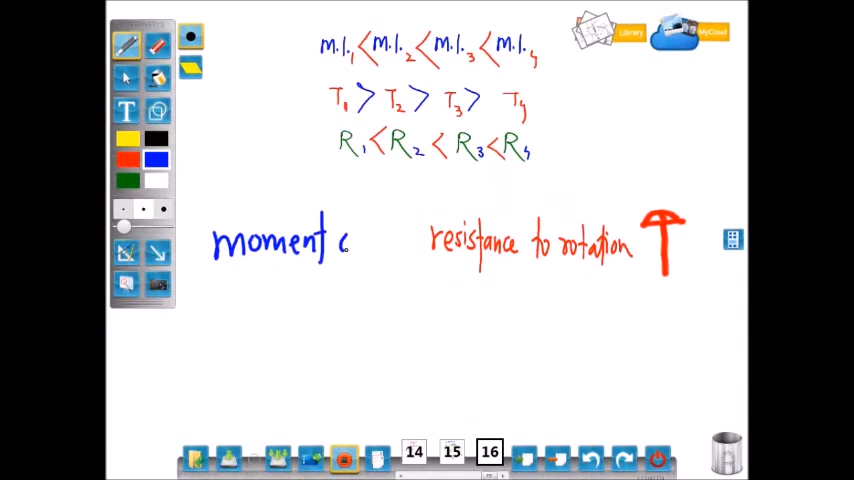 m.I.1 < m.I.2 < m.I.3 < m.I.4
Library
MyCloud
T1 > T2 > T3 > T4
R1 < R2 < R3 < R4
T
moment o resistance to rotation ↑
14 15 16